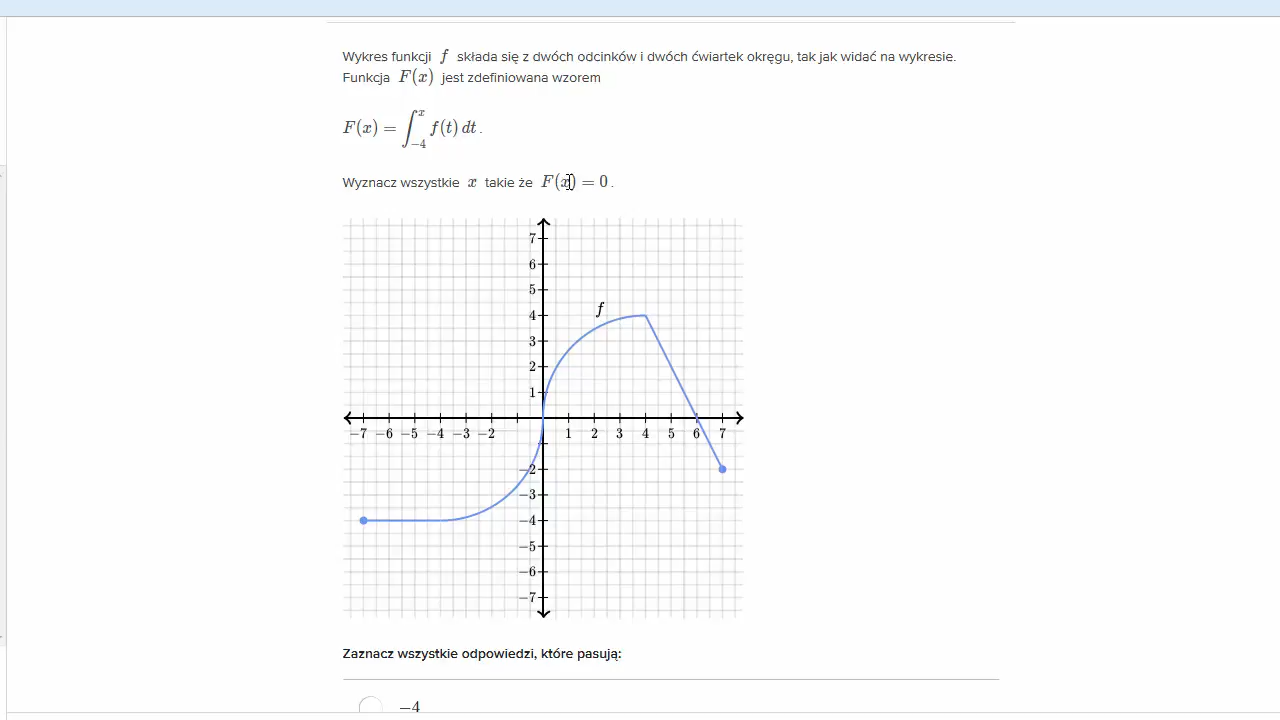 Wykres funkcji f składa się z dwóch odcinków i dwóch ćwiartek okręgu, tak jak widać na wykresie.
Funkcja F(x) jest zdefiniowana wzorem
F(x) = ∫_{-4}^{x} f(t) dt.
Wyznacz wszystkie x takie że F(x) = 0.
7
6
5
f
4
3
2
1
−7 −6 −5 −4 −3 −2 1 2 3 4 5 6 7
−2
−3
−4
−5
−6
−7
Zaznacz wszystkie odpowiedzi, które pasują:
−4